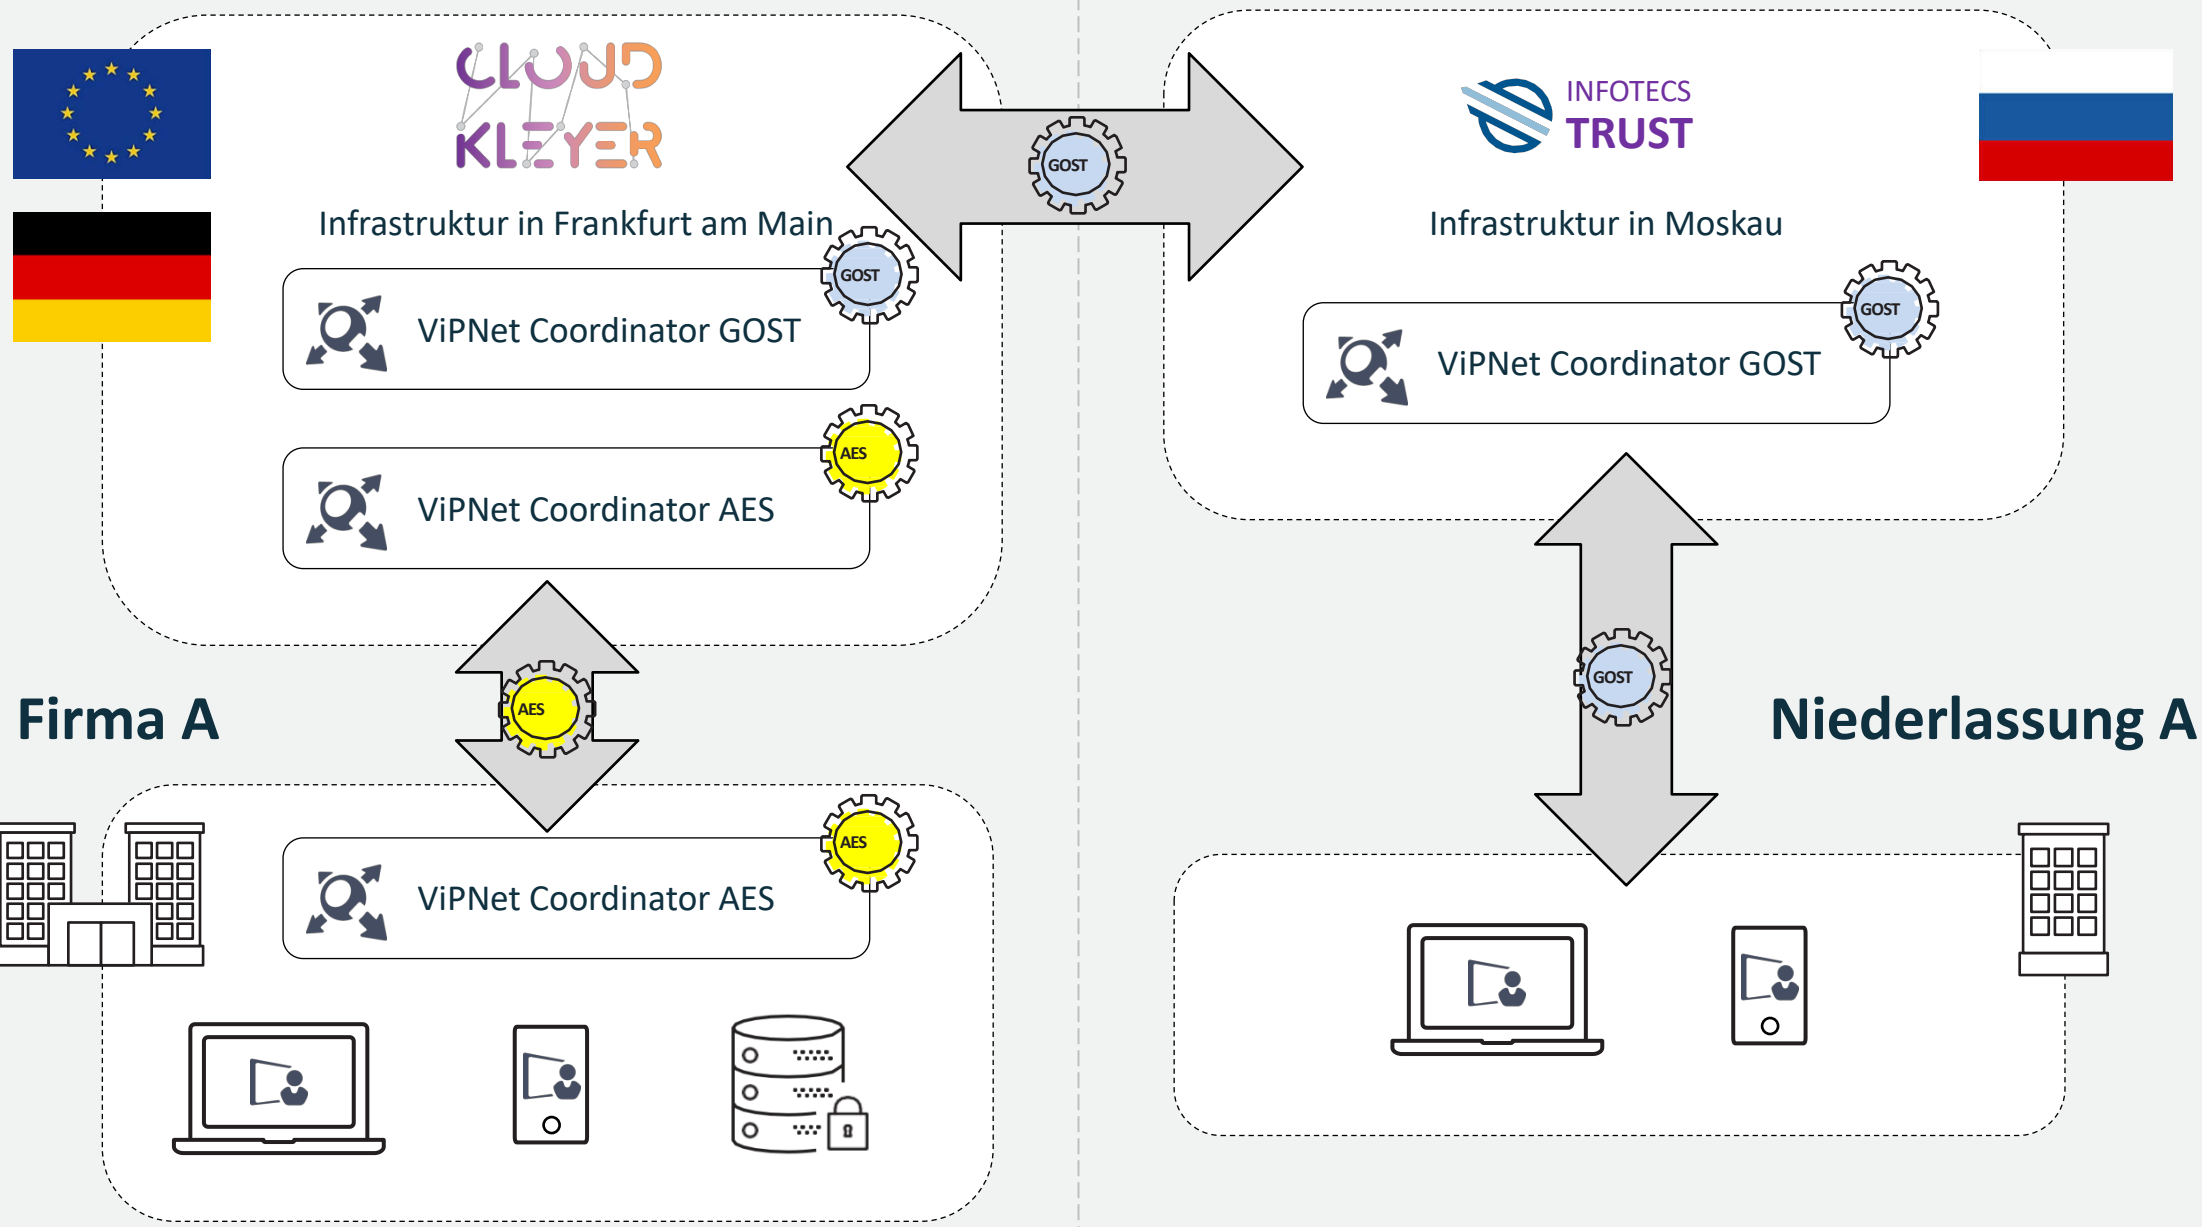 CLOUD
KLEYER
INFOTECS
TRUST
GOST
Infrastruktur in Frankfurt am Main
Infrastruktur in Moskau
GOST
ViPNet Coordinator GOST
GOST
ViPNet Coordinator GOST
AES
ViPNet Coordinator AES
GOST
Firma A
AES
Niederlassung A
AES
ViPNet Coordinator AES